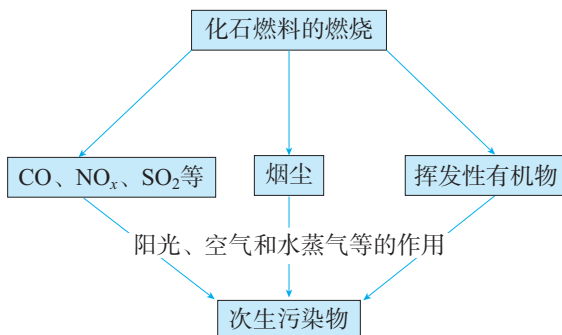 化石燃料的燃烧
CO、NOₓ、SO₂等
烟尘
挥发性有机物
阳光、空气和水蒸气等的作用
次生污染物